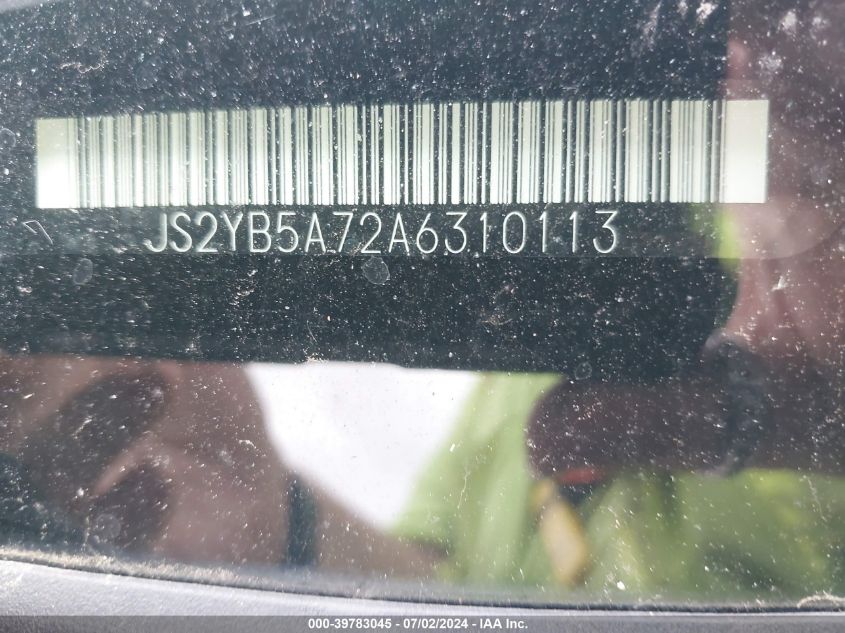 JS2YB5A72A6310113
000-39783045 | 07/02/2024 - IAA Inc.